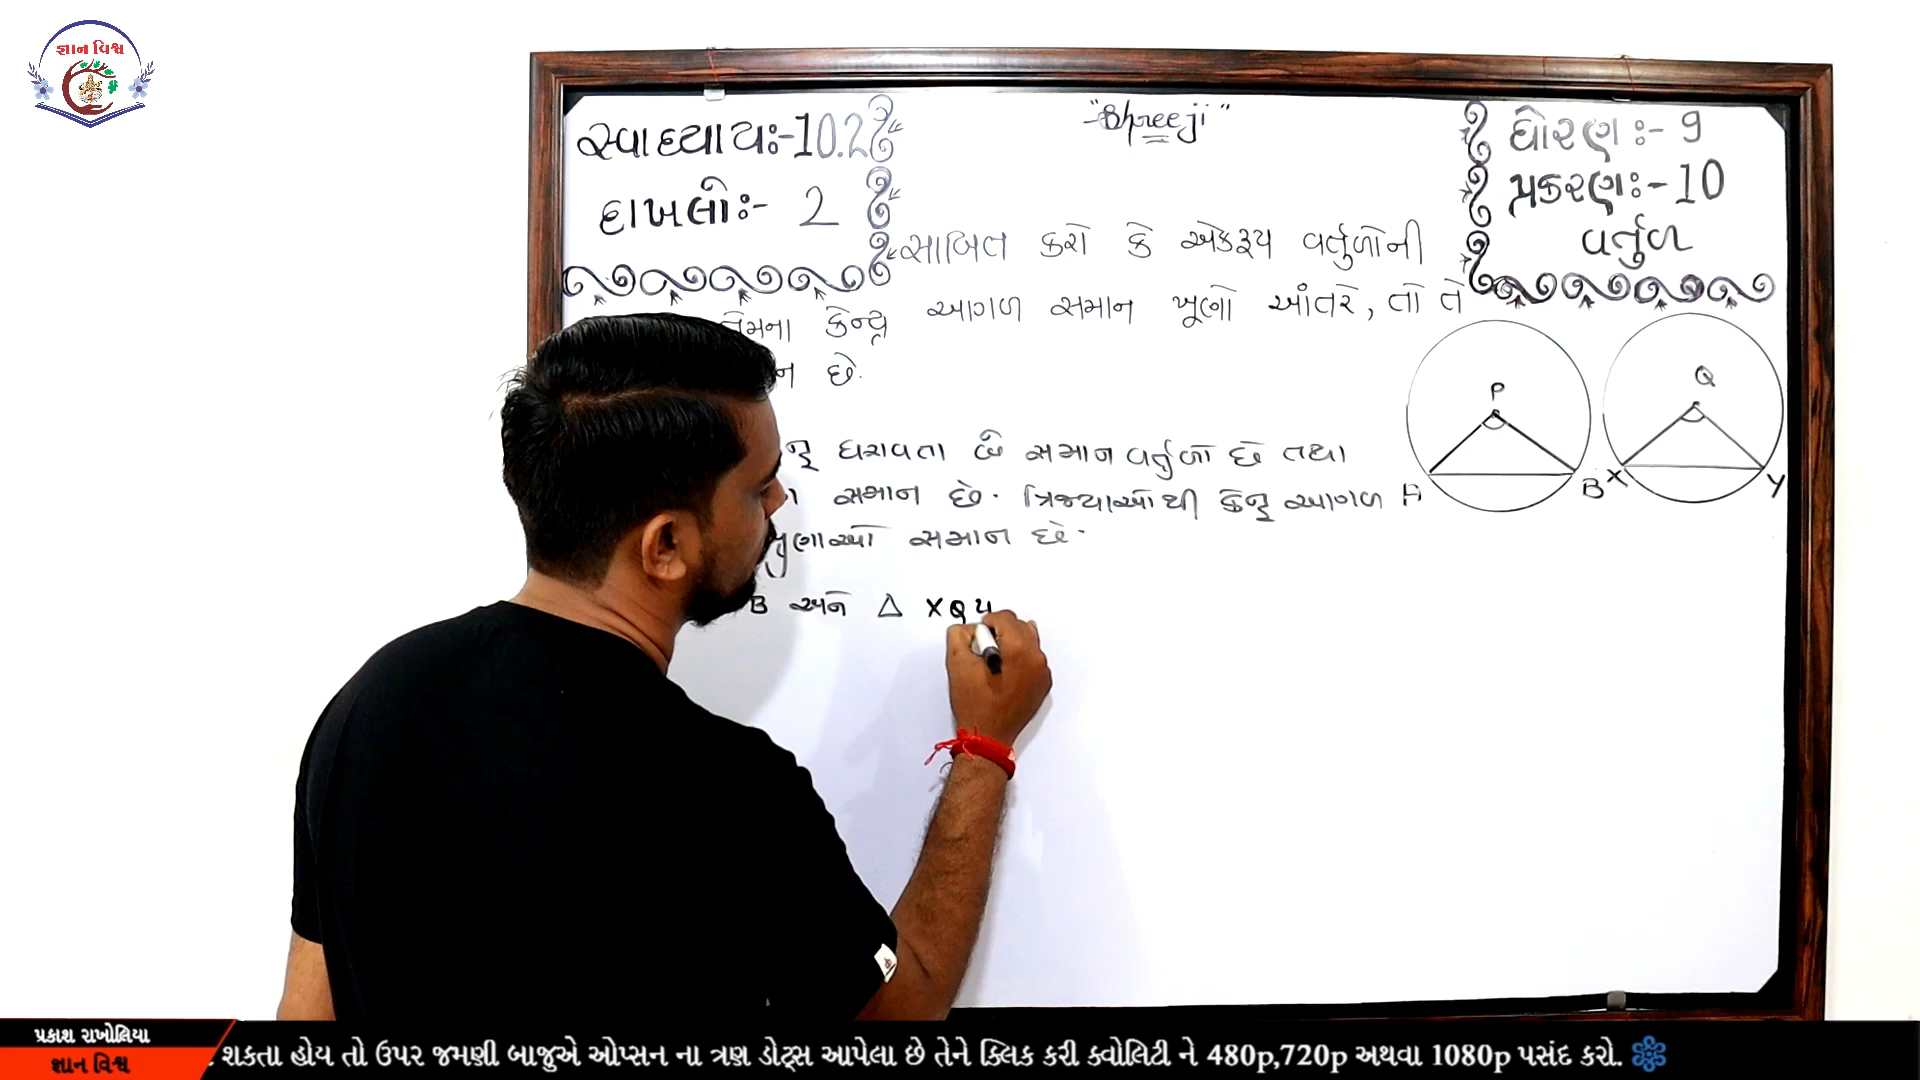 જ્ઞાન વિશ્વ
સ્વાધ્યાયઃ-10.2
દાખલોઃ- 2
"Shreeji"
ધોરણઃ- 9
પ્રકરણઃ- 10
વર્તુળ
સાબિત કરો કે એકરૂપ વર્તુળોની
તેમના કેન્દ્ર આગળ સમાન ખૂણો આંતરે, તો તે
છે.
ધરાવતા બે સમાન વર્તુળો છે તથા
સમાન છે. ત્રિજ્યાઓથી કેન્દ્ર આગળ
સમાન છે.
B અને △ XQY
P
A
B
Q
X
Y
પ્રકાશ રાખોલિયા
જ્ઞાન વિશ્વ
શકતા હોય તો ઉપર જમણી બાજુએ ઓપ્સન ના ત્રણ ડોટ્સ આપેલા છે તેને ક્લિક કરી ક્વોલિટી ને 480p,720p અથવા 1080p પસંદ કરો.